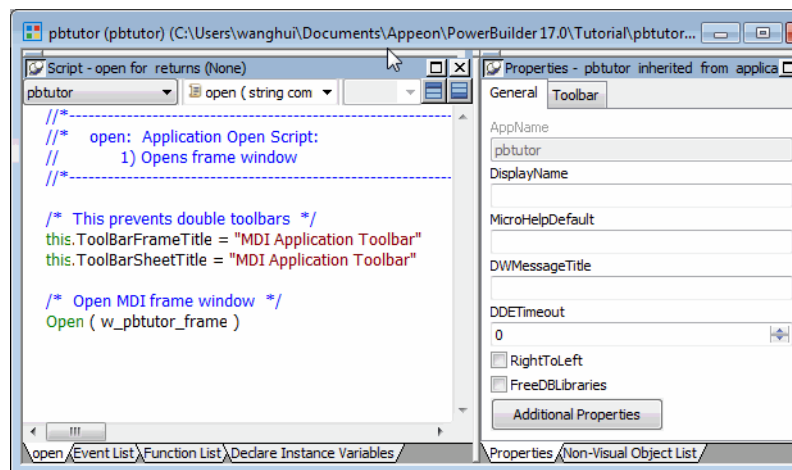 pbtutor (pbtutor) (C:\Users\wanghui\Documents\Appeon\PowerBuilder 17.0\Tutorial\pbtutor...
Script - open for returns (None)
pbtutor
open ( string com
//*--------------------------------------------------------
//* open: Application Open Script:
// 1) Opens frame window
//*--------------------------------------------------------
/* This prevents double toolbars */
this.ToolBarFrameTitle = "MDI Application Toolbar"
this.ToolBarSheetTitle = "MDI Application Toolbar"
/* Open MDI frame window */
Open ( w_pbtutor_frame )
open
Event List
Function List
Declare Instance Variables
Properties - pbtutor inherited from applica
General
Toolbar
AppName
pbtutor
DisplayName
MicroHelpDefault
DWMessageTitle
DDETimeout
0
RightToLeft
FreeDBLibraries
Additional Properties
Properties
Non-Visual Object List